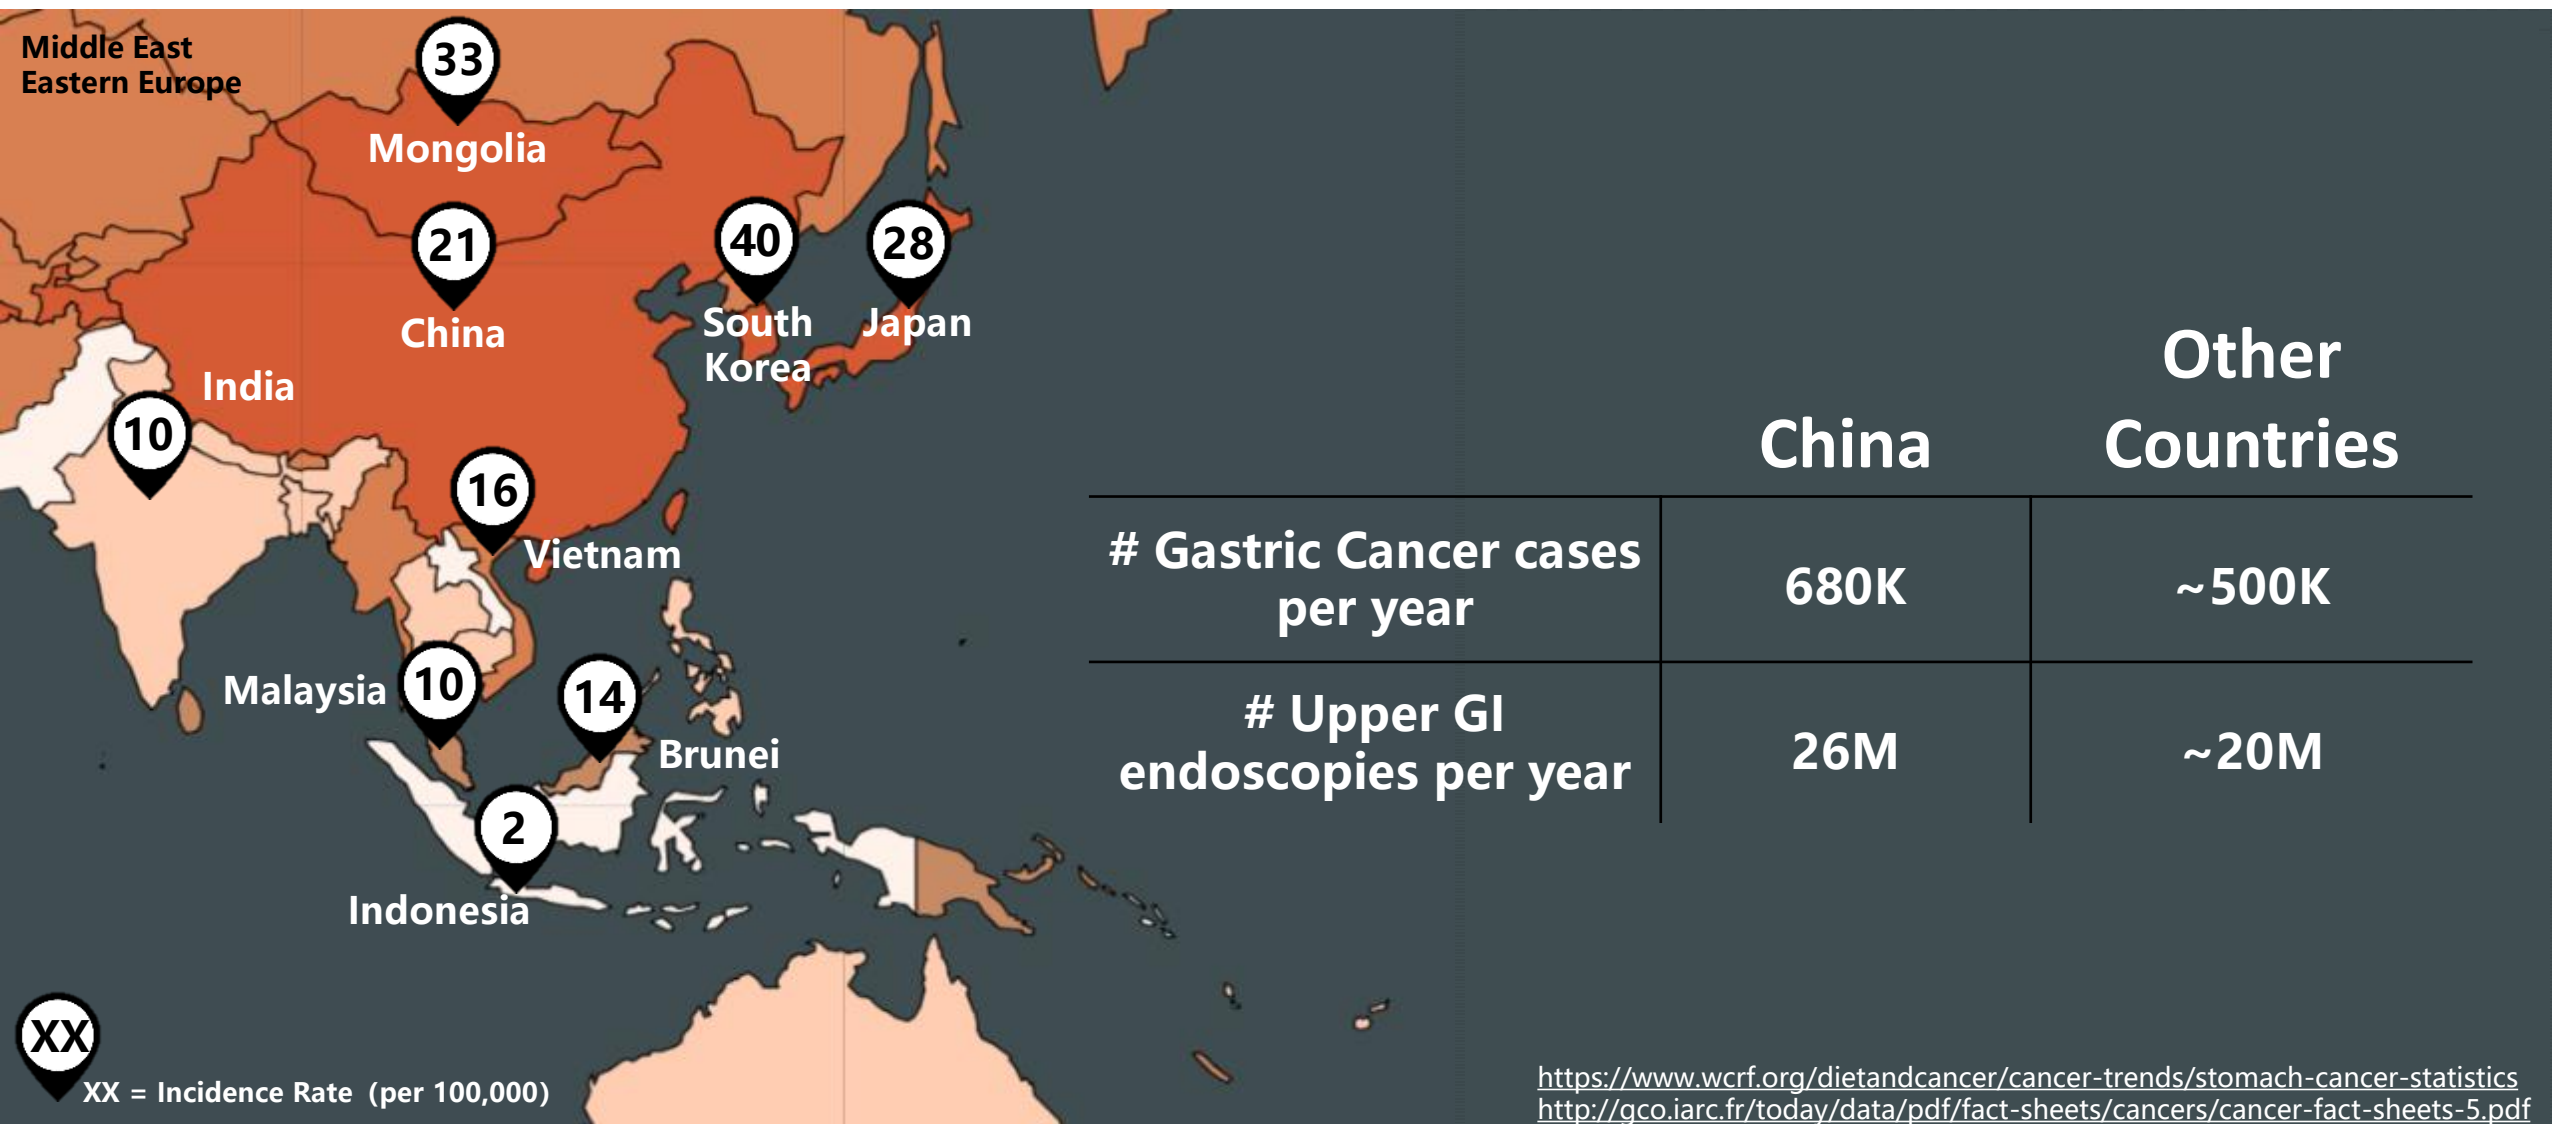 Middle East
Eastern Europe
33
Mongolia
21
China
40
South
Korea
28
Japan
India
10
16
Vietnam
Malaysia
10
14
Brunei
2
Indonesia
XX
XX = Incidence Rate (per 100,000)
China
Other
Countries
# Gastric Cancer cases
per year
680K
~500K
# Upper GI
endoscopies per year
26M
~20M
https://www.wcrf.org/dietandcancer/cancer-trends/stomach-cancer-statistics
http://gco.iarc.fr/today/data/pdf/fact-sheets/cancers/cancer-fact-sheets-5.pdf